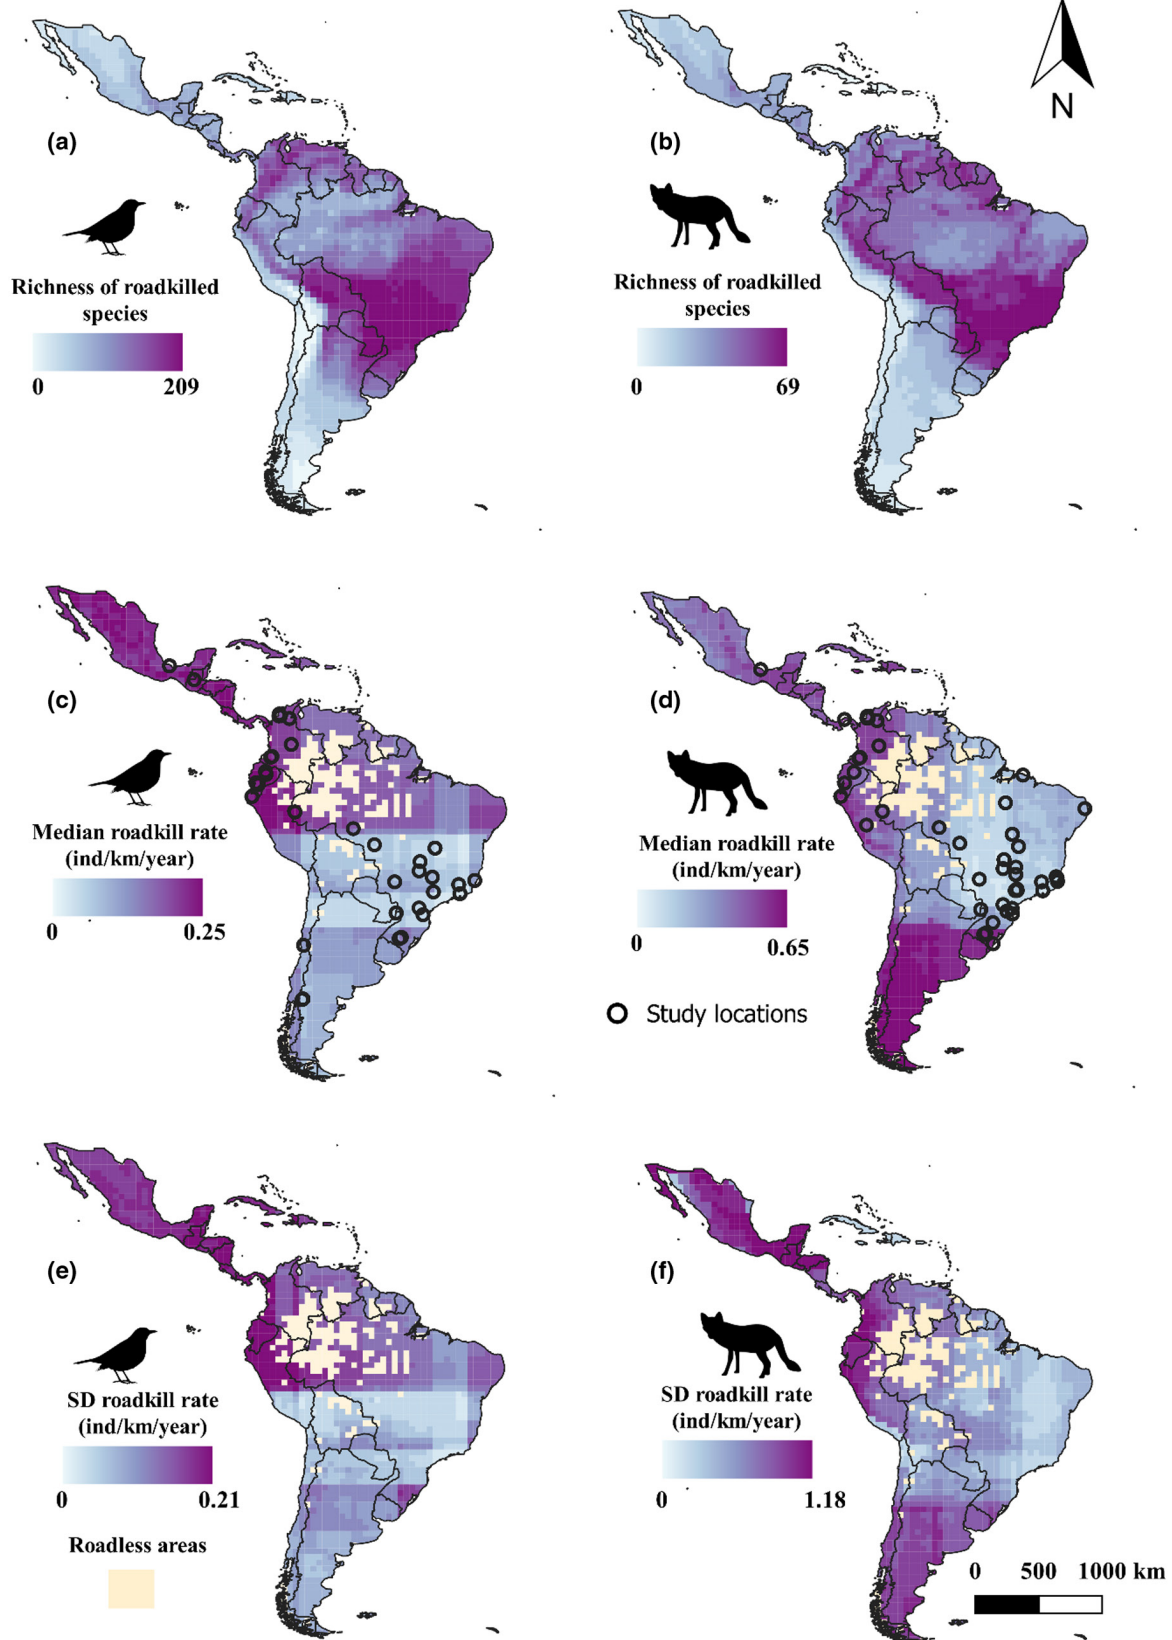 N
(a)
Richness of roadkilled
species
0 209
(b)
Richness of roadkilled
species
0 69
(c)
Median roadkill rate
(ind/km/year)
0 0.25
(d)
Median roadkill rate
(ind/km/year)
0 0.65
Study locations
(e)
SD roadkill rate
(ind/km/year)
0 0.21
Roadless areas
(f)
SD roadkill rate
(ind/km/year)
0 1.18
0 500 1000 km